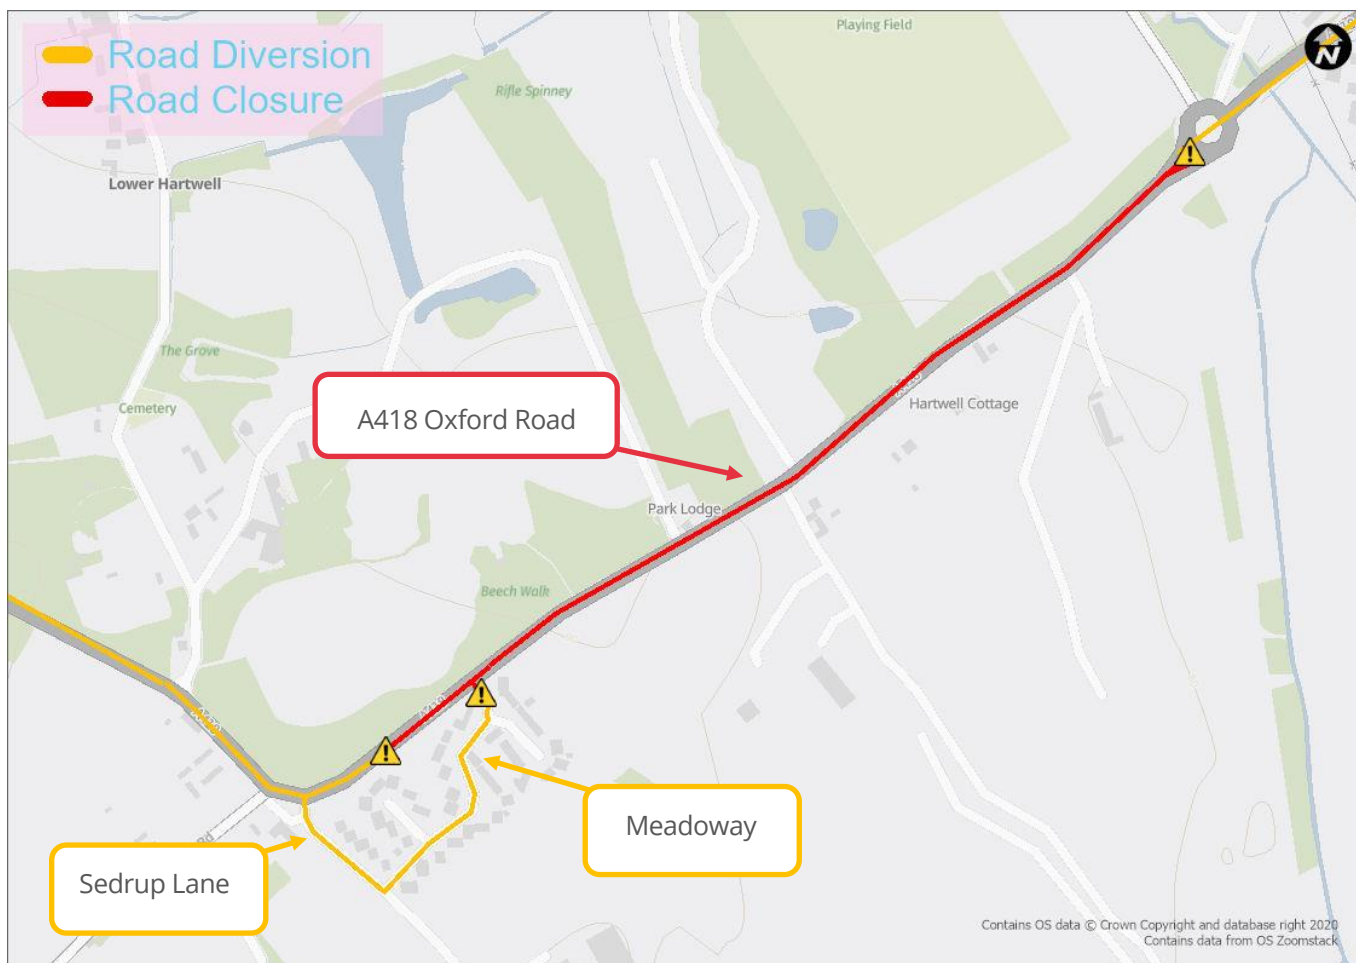 Road Diversion
Road Closure
Playing Field
N
Rifle Spinney
Lower Hartwell
The Grove
Cemetery
A418 Oxford Road
Hartwell Cottage
Park Lodge
Beech Walk
Meadoway
Sedrup Lane
Contains OS data © Crown Copyright and database right 2020
Contains data from OS Zoomstack